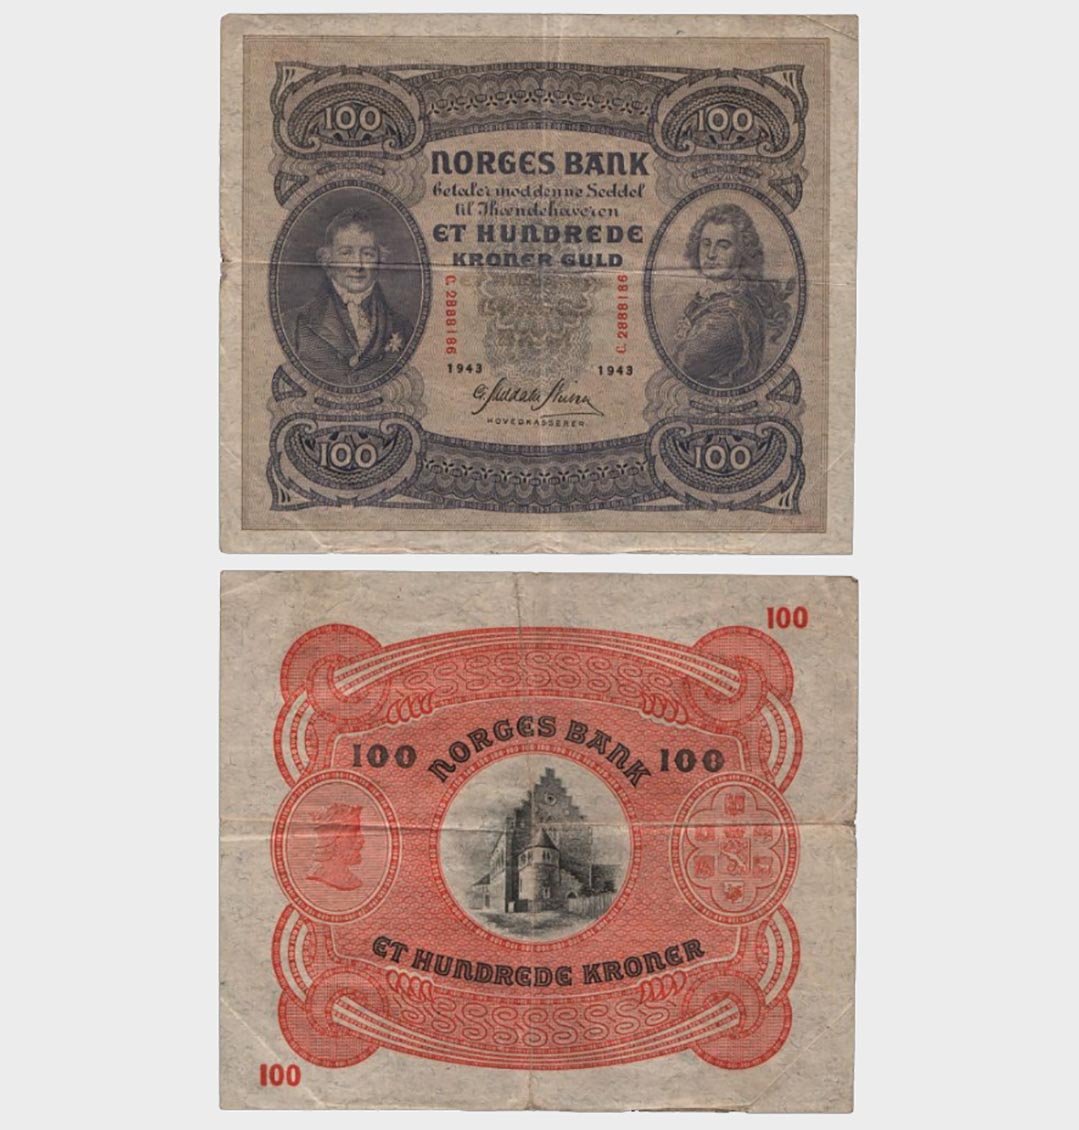 100 100
NORGES BANK
betaler mod denne Seddel
til Ihændehaveren
ET HUNDREDE
KRONER GULD
C. 2888186 C. 2888186
1943 1943
HOVEDKASSERER.
100 100
100
100 NORGES BANK 100
ET HUNDREDE KRONER
100